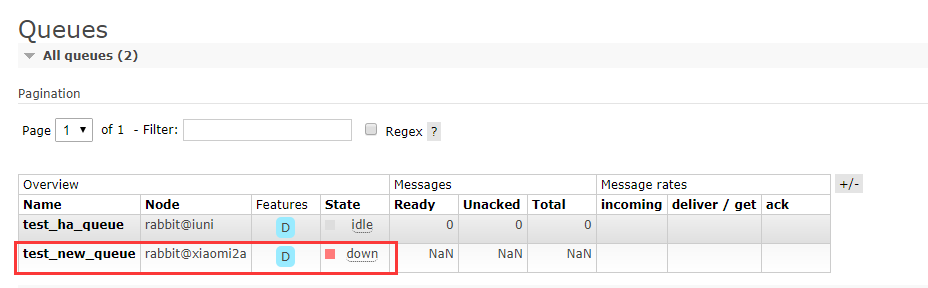 Queues
All queues (2)
Pagination
Page 1 of 1 - Filter: Regex ?
Overview Messages Message rates +/-
Name Node Features State Ready Unacked Total incoming deliver / get ack
test_ha_queue rabbit@iuni D idle 0 0 0
test_new_queue rabbit@xiaomi2a D down NaN NaN NaN